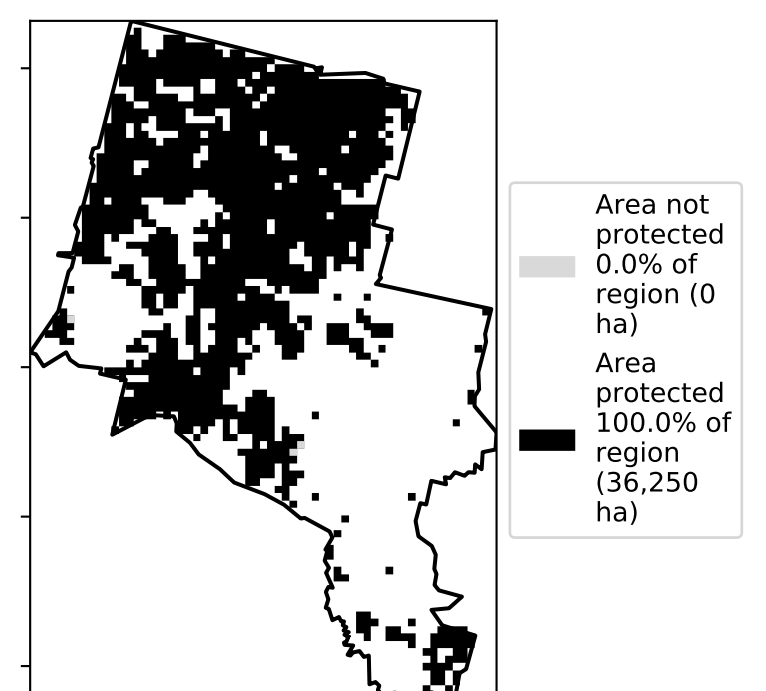 Area not
protected
0.0% of
region (0
ha)
Area
protected
100.0% of
region
(36,250
ha)